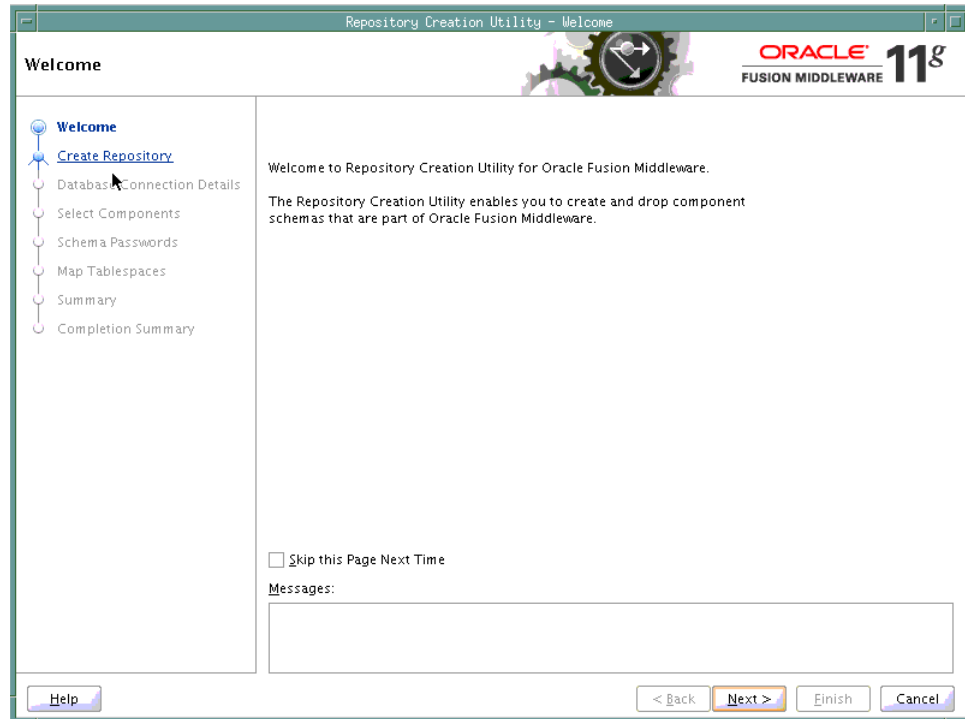 Repository Creation Utility - Welcome
Welcome
ORACLE
FUSION MIDDLEWARE
11g
Welcome
Create Repository
Database Connection Details
Select Components
Schema Passwords
Map Tablespaces
Summary
Completion Summary
Welcome to Repository Creation Utility for Oracle Fusion Middleware.
The Repository Creation Utility enables you to create and drop component
schemas that are part of Oracle Fusion Middleware.
Skip this Page Next Time
Messages:
Help
< Back
Next >
Finish
Cancel